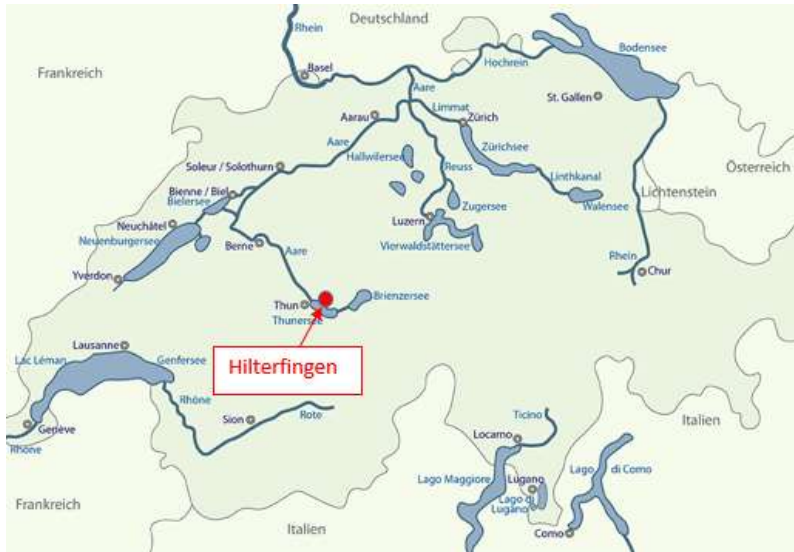 Deutschland
Rhein
Bodensee
Frankreich
Basel
Hochrein
Aare
St. Gallen
Aarau
Limmat
Zürich
Aare
Hallwilersee
Zürichsee
Soleur / Solothurn
Reuss
Linthkanal
Österreich
Bienne / Biel
Bielersee
Zugersee
Walensee
Lichtenstein
Neuchâtel
Luzern
Neuenburgersee
Berne
Aare
Vierwaldstättersee
Rhein
Yverdon
Chur
Thun
Brienzersee
Thunersee
Lausanne
Lac Léman
Genfersee
Hilterfingen
Rhône
Sion
Rote
Ticino
Italien
Genève
Locarno
Rhône
Lago Maggiore
Lugano
Lago di Como
Lago di
Lugano
Frankreich
Italien
Como